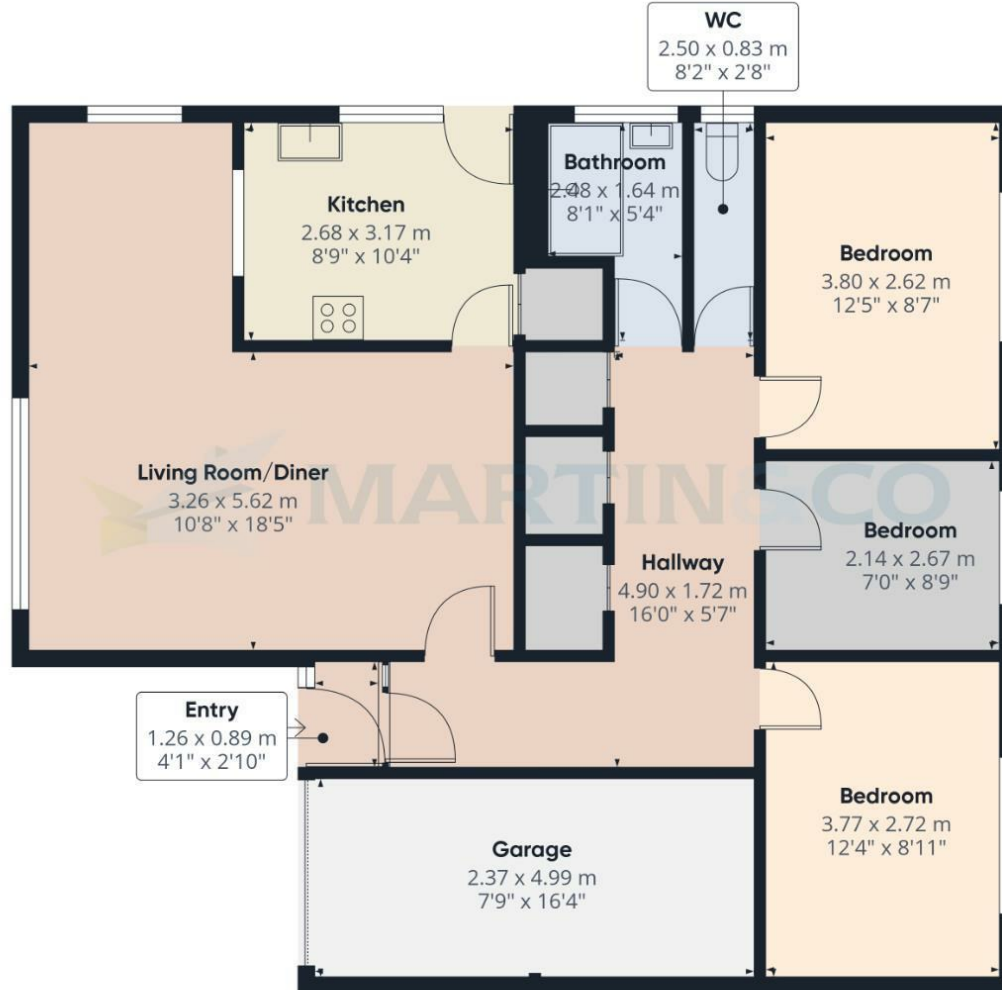 WC
2.50 x 0.83 m
8'2" x 2'8"
Kitchen
2.68 x 3.17 m
8'9" x 10'4"
Bathroom
2.48 x 1.64 m
8'1" x 5'4"
Bedroom
3.80 x 2.62 m
12'5" x 8'7"
Living Room/Diner
3.26 x 5.62 m
10'8" x 18'5"
MARTIN&CO
Bedroom
2.14 x 2.67 m
7'0" x 8'9"
Hallway
4.90 x 1.72 m
16'0" x 5'7"
Entry
1.26 x 0.89 m
4'1" x 2'10"
Bedroom
3.77 x 2.72 m
12'4" x 8'11"
Garage
2.37 x 4.99 m
7'9" x 16'4"